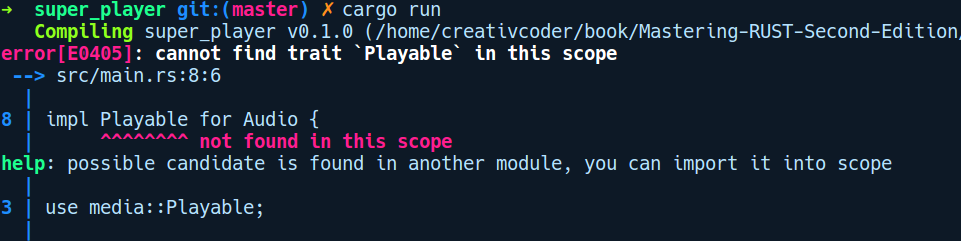 ➜ super_player git:(master) ✗ cargo run
Compiling super_player v0.1.0 (/home/creativcoder/book/Mastering-RUST-Second-Edition/
error[E0405]: cannot find trait `Playable` in this scope
--> src/main.rs:8:6
|
8 | impl Playable for Audio {
| ^^^^^^^^ not found in this scope
help: possible candidate is found in another module, you can import it into scope
|
3 | use media::Playable;
|